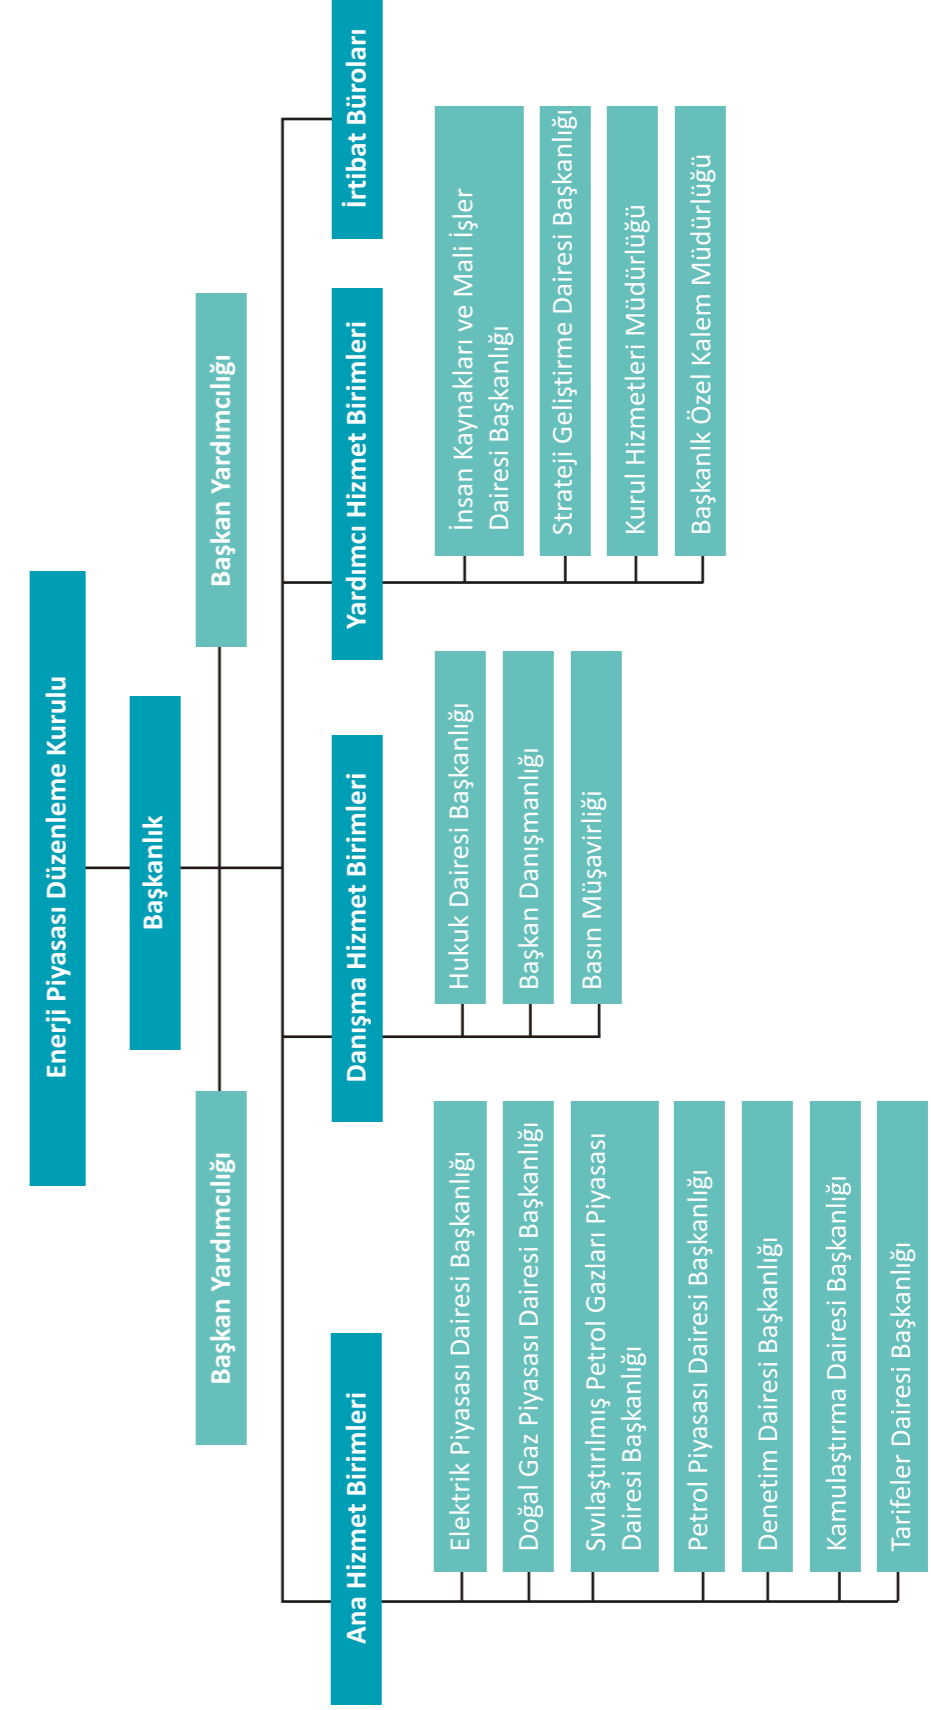 Enerji Piyasası Düzenleme Kurulu
Başkanlık
Başkan Yardımcılığı
Başkan Yardımcılığı
Ana Hizmet Birimleri
Elektrik Piyasası Dairesi Başkanlığı
Doğal Gaz Piyasası Dairesi Başkanlığı
Sıvılaştırılmış Petrol Gazları Piyasası
Dairesi Başkanlığı
Petrol Piyasası Dairesi Başkanlığı
Denetim Dairesi Başkanlığı
Kamulaştırma Dairesi Başkanlığı
Tarifeler Dairesi Başkanlığı
Danışma Hizmet Birimleri
Hukuk Dairesi Başkanlığı
Başkan Danışmanlığı
Basın Müşavirliği
Yardımcı Hizmet Birimleri
İnsan Kaynakları ve Mali İşler
Dairesi Başkanlığı
Strateji Geliştirme Dairesi Başkanlığı
Kurul Hizmetleri Müdürlüğü
Başkanlk Özel Kalem Müdürlüğü
İrtibat Büroları